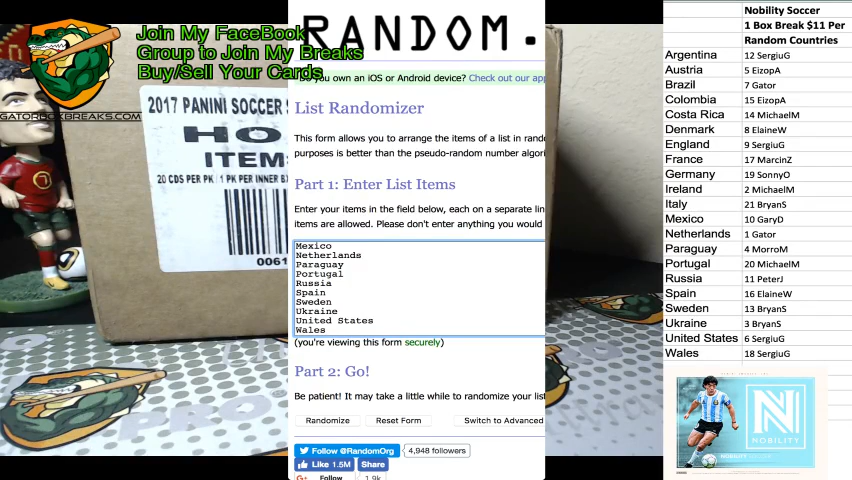 Join My FaceBook
Group to Join My Breaks
Buy/Sell Your Cards
GATORBOXBREAKS.COM
2017 PANINI SOCCER
HO
ITEM
20 CDS PER PK 1 PK PER INNER
RANDOM.
Do you own an iOS or Android device? Check out our app
List Randomizer
This form allows you to arrange the items of a list in rando
purposes is better than the pseudo-random number algori
Part 1: Enter List Items
Enter your items in the field below, each on a separate lin
items are allowed. Please don't enter anything you would
Mexico
Netherlands
Paraguay
Portugal
Russia
Spain
Sweden
Ukraine
United States
Wales
(you're viewing this form securely)
Part 2: Go!
Be patient! It may take a little while to randomize your list
Randomize Reset Form Switch to Advanced
Follow @RandomOrg 4,948 followers
Like 1.5M Share
Follow 1.9k
Nobility Soccer
1 Box Break $11 Per
Random Countries
Argentina 12 SergiuG
Austria 5 EizopA
Brazil 7 Gator
Colombia 15 EizopA
Costa Rica 14 MichaelM
Denmark 8 ElaineW
England 9 SergiuG
France 17 MarcinZ
Germany 19 SonnyO
Ireland 2 MichaelM
Italy 21 BryanS
Mexico 10 GaryD
Netherlands 1 Gator
Paraguay 4 MorroM
Portugal 20 MichaelM
Russia 11 PeterJ
Spain 16 ElaineW
Sweden 13 BryanS
Ukraine 3 BryanS
United States 6 SergiuG
Wales 18 SergiuG
N
NOBILITY
NOBILITY SOCCER